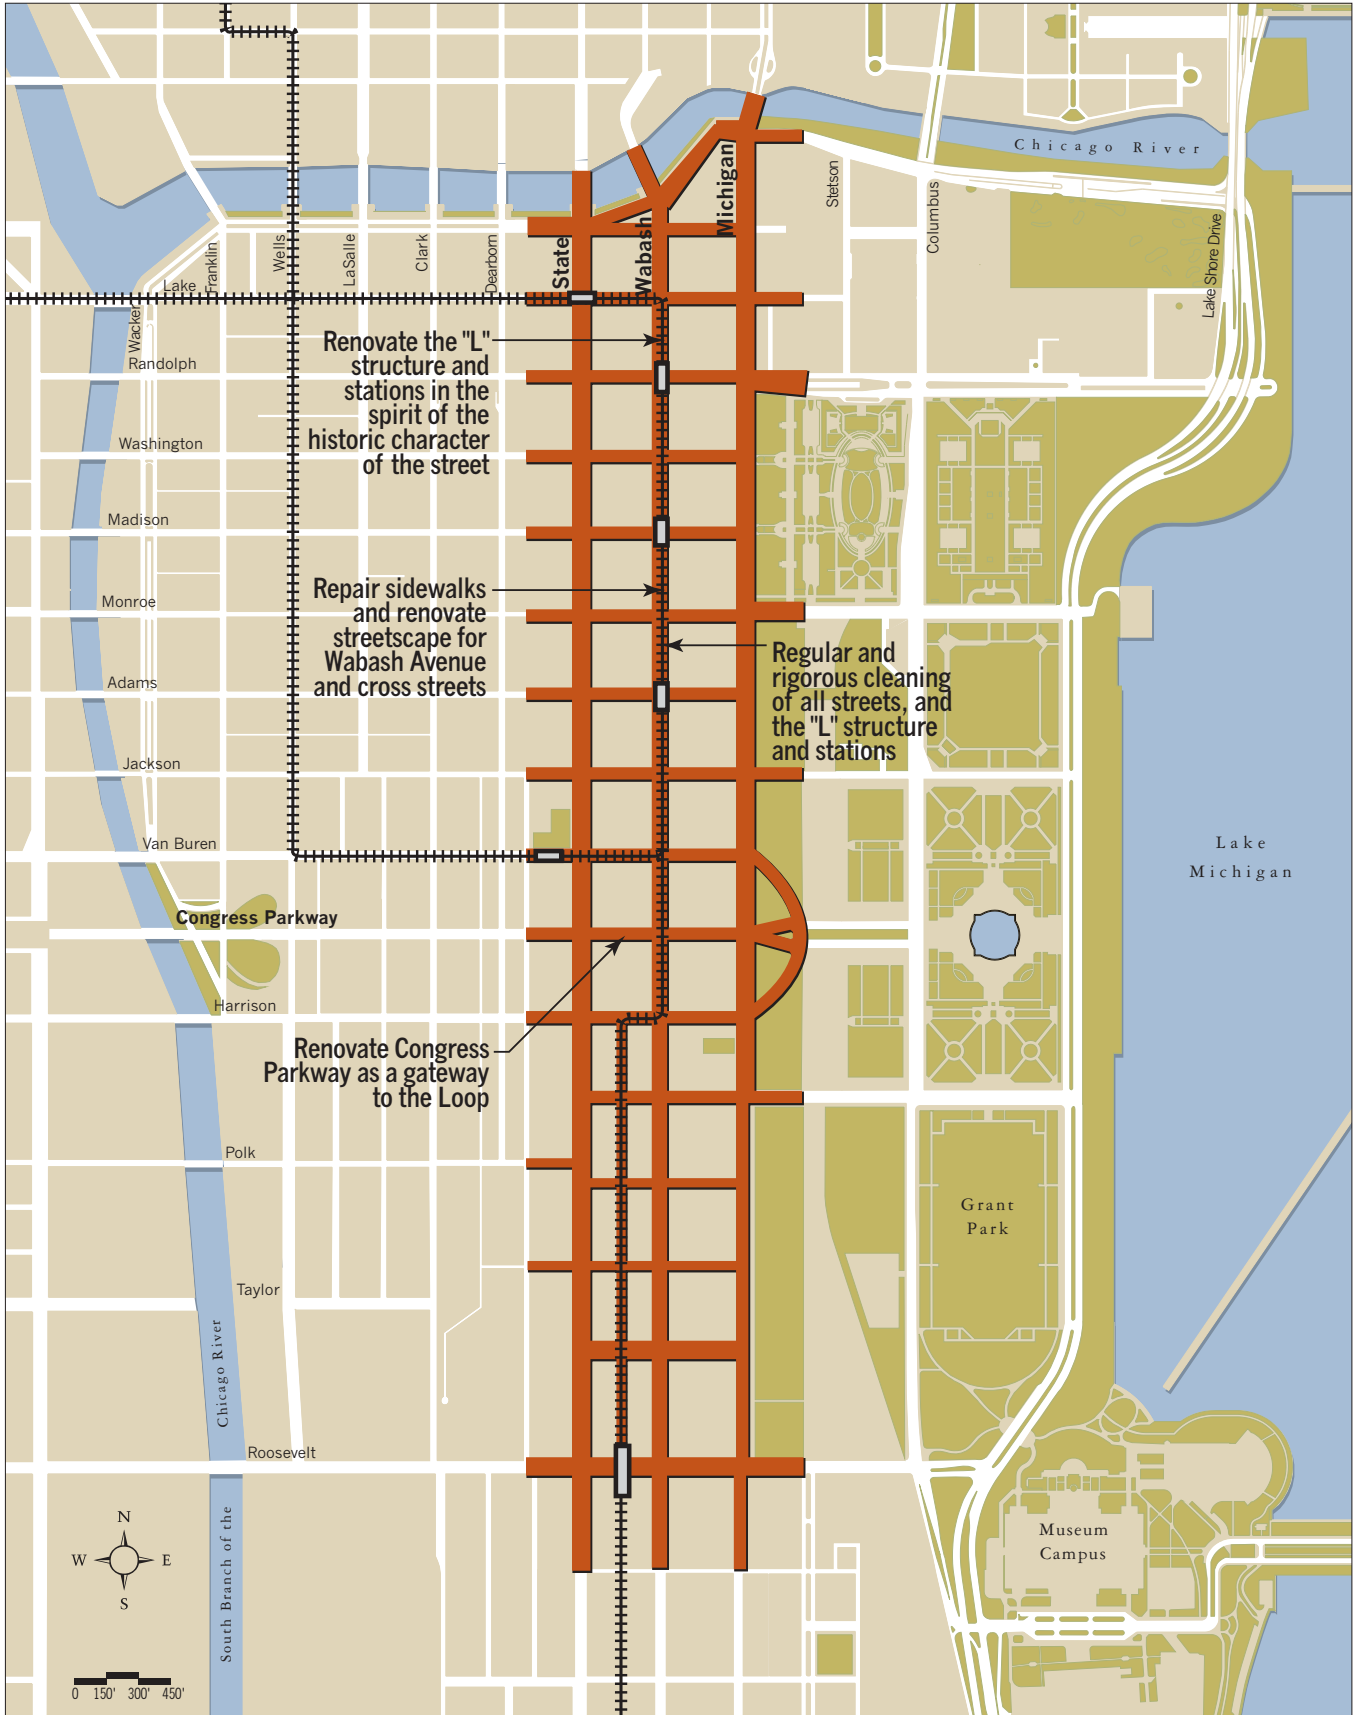 Chicago River
Stetson
Columbus
Lake Shore Drive
Michigan
Wabash
State
Dearborn
Clark
LaSalle
Wells
Franklin
Lake
Wacker
Randolph
Renovate the "L"
structure and
stations in the
spirit of the
historic character
of the street
Washington
Madison
Monroe
Repair sidewalks
and renovate
streetscape for
Wabash Avenue
and cross streets
Regular and
rigorous cleaning
of all streets, and
the "L" structure
and stations
Adams
Jackson
Van Buren
Lake
Michigan
Congress Parkway
Harrison
Renovate Congress
Parkway as a gateway
to the Loop
Polk
Grant
Park
Taylor
Roosevelt
South Branch of the
Chicago River
Museum
Campus
N
W E
S
0 150' 300' 450'